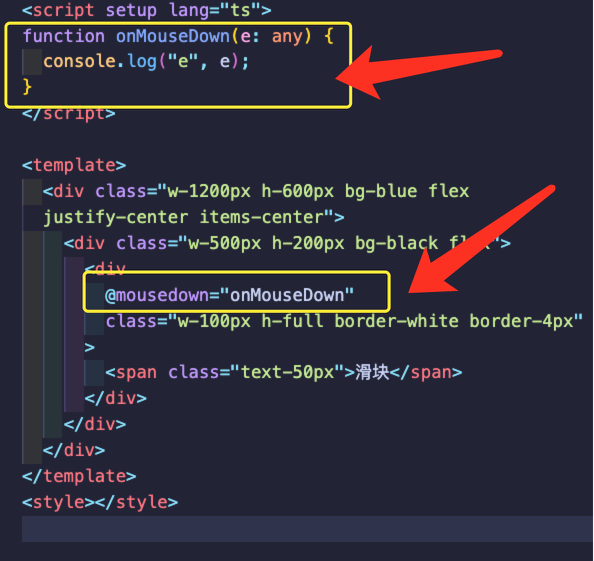 <script setup lang="ts">
function onMouseDown(e: any) {
  console.log("e", e);
}
</script>

<template>
  <div class="w-1200px h-600px bg-blue flex
  justify-center items-center">
    <div class="w-500px h-200px bg-black flex">
      <div
        @mousedown="onMouseDown"
        class="w-100px h-full border-white border-4px"
      >
        <span class="text-50px">滑块</span>
      </div>
    </div>
  </div>
</template>
<style></style>